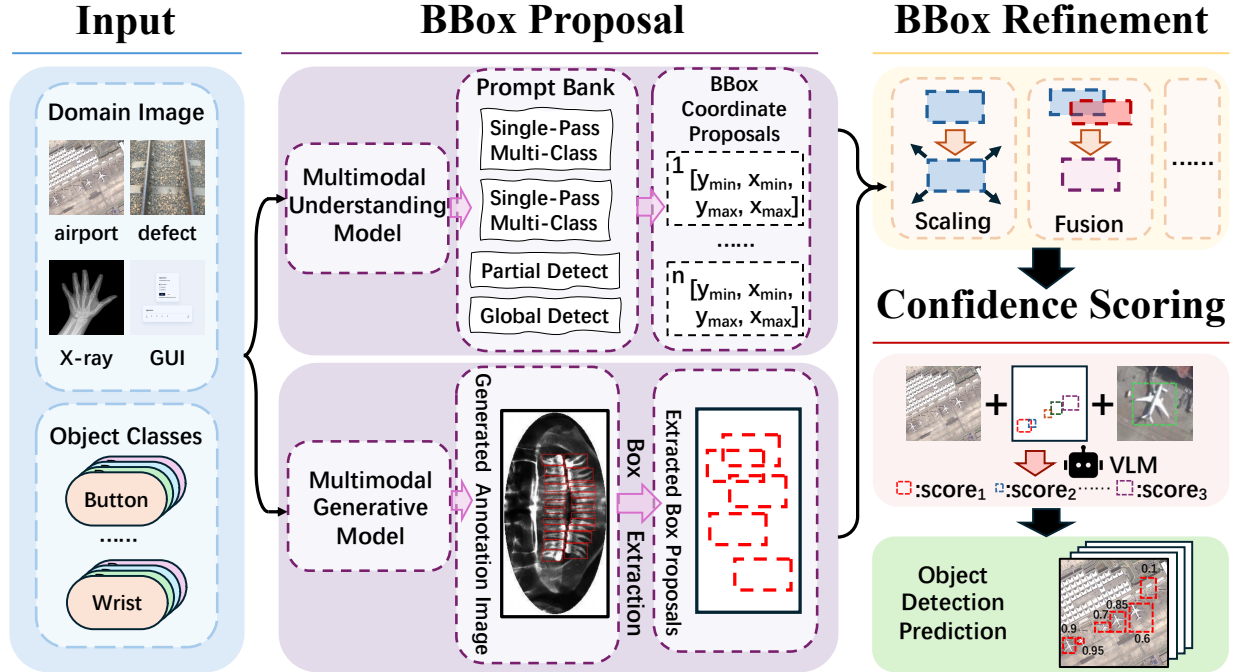 Input
BBox Proposal
BBox Refinement
Domain Image
airport
defect
X-ray
GUI
Object Classes
Button
......
Wrist
Multimodal
Understanding
Model
Prompt Bank
Single-Pass
Multi-Class
Single-Pass
Multi-Class
Partial Detect
Global Detect
BBox
Coordinate
Proposals
1 [ymin, xmin,
ymax, xmax]
......
n [ymin, xmin,
ymax, xmax]
Multimodal
Generative
Model
Generated Annotation Image
Box Extraction
Extracted Box Proposals
Scaling
Fusion
......
Confidence Scoring
+ +
VLM
:score1 :score2 ...... :score3
Object
Detection
Prediction
0.1
0.85
0.7
0.9
0.6
0.95